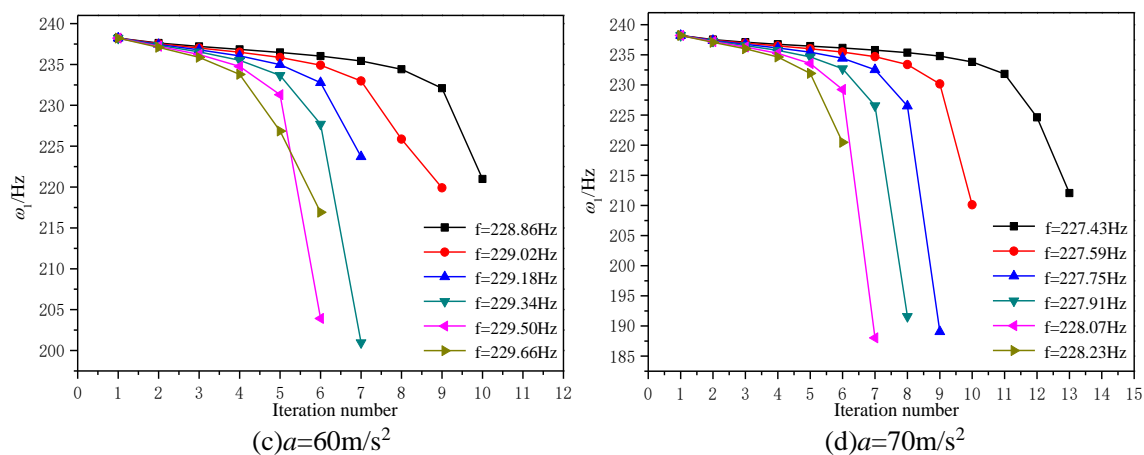 240
235
230
225
220
215
210
205
200
ω₁/Hz
f=228.86Hz
f=229.02Hz
f=229.18Hz
f=229.34Hz
f=229.50Hz
f=229.66Hz
0 1 2 3 4 5 6 7 8 9 10 11 12
Iteration number
(c)a=60m/s²
240
235
230
225
220
215
210
205
200
195
190
185
ω₁/Hz
f=227.43Hz
f=227.59Hz
f=227.75Hz
f=227.91Hz
f=228.07Hz
f=228.23Hz
0 1 2 3 4 5 6 7 8 9 10 11 12 13 14 15
Iteration number
(d)a=70m/s²